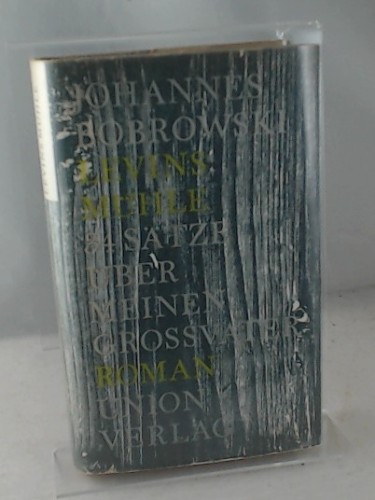 JOHANNES
BOBROWSKI
LEVINS
MÜHLE
34 SÄTZE
ÜBER
MEINEN
GROSSVATER
ROMAN
UNION
VERLAG